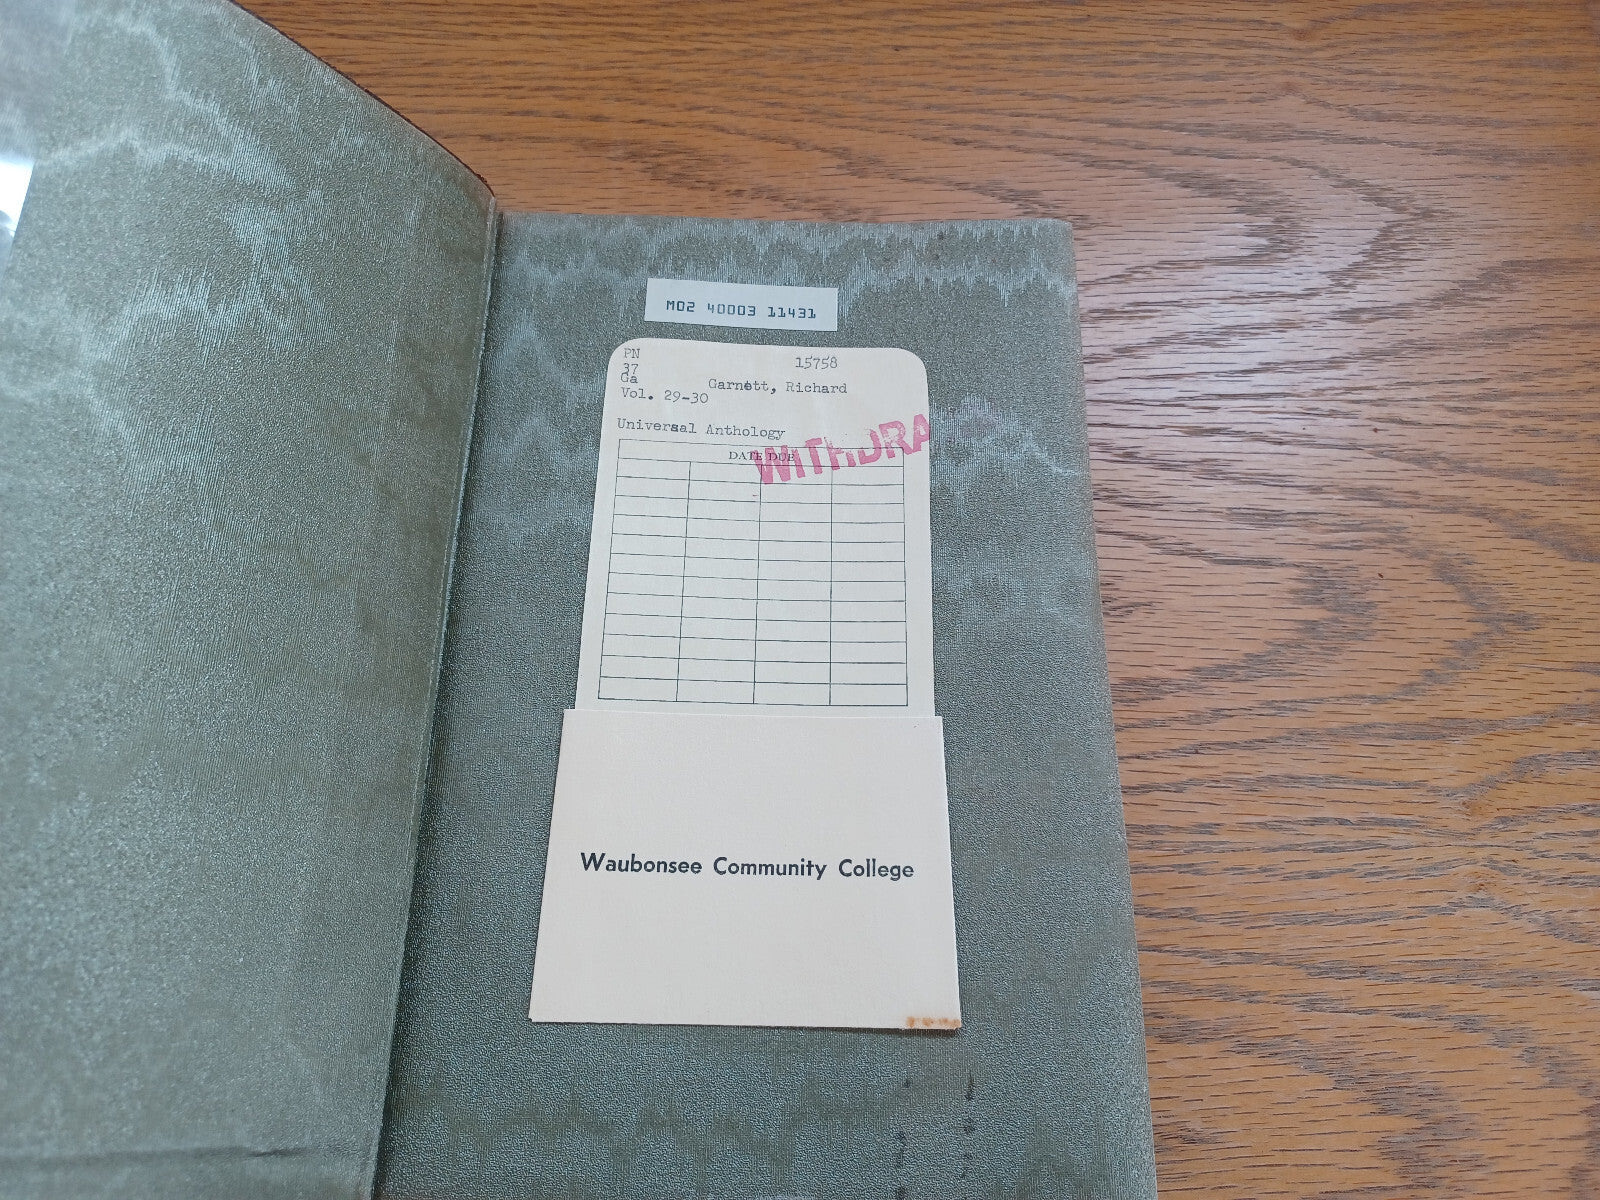 M02 40003 11431
PN 15758
37
Ga Garnett, Richard
Vol. 29-30
Universal Anthology
WITHDRA
DATE DUE
Waubonsee Community College